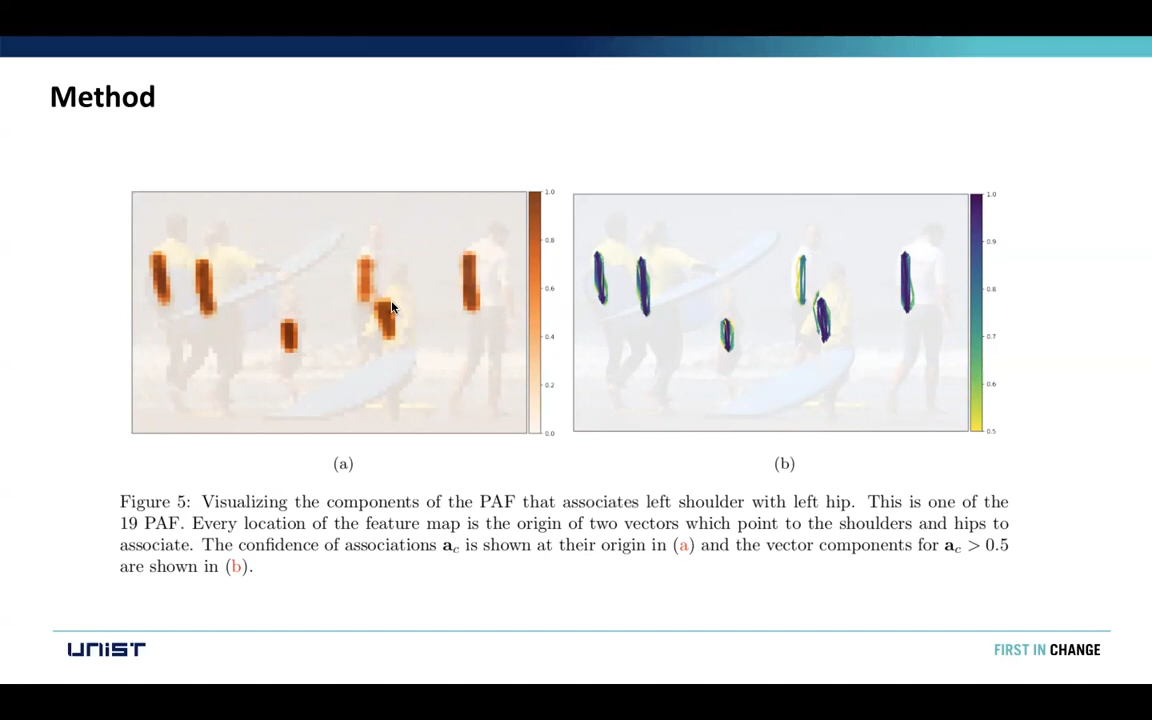 Method
1.0
0.8
0.6
0.4
0.2
0.0
1.0
0.9
0.8
0.7
0.6
0.5
(a)
(b)
Figure 5: Visualizing the components of the PAF that associates left shoulder with left hip. This is one of the
19 PAF. Every location of the feature map is the origin of two vectors which point to the shoulders and hips to
associate. The confidence of associations a꜀ is shown at their origin in (a) and the vector components for a꜀ > 0.5
are shown in (b).
UNIST
FIRST IN CHANGE